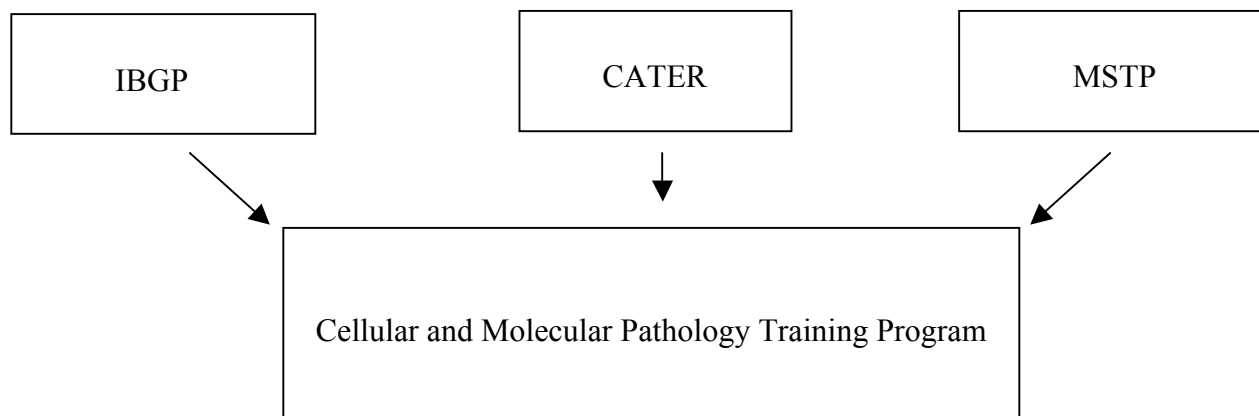 IBGP
CATER
MSTP
Cellular and Molecular Pathology Training Program